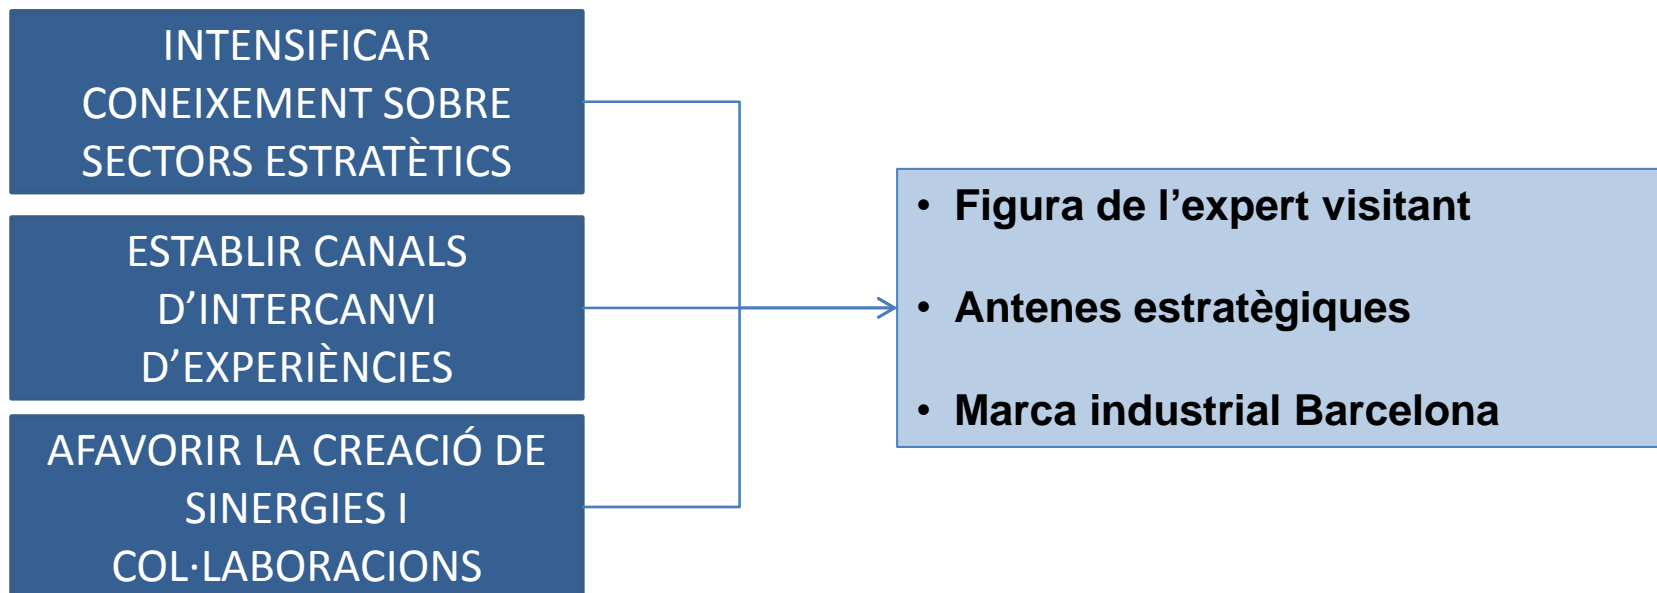 INTENSIFICAR
CONEIXEMENT SOBRE
SECTORS ESTRATÈTICS
ESTABLIR CANALS
D’INTERCANVI
D’EXPERIÈNCIES
AFAVORIR LA CREACIÓ DE
SINERGIES I
COL·LABORACIONS
• Figura de l’expert visitant
• Antenes estratègiques
• Marca industrial Barcelona